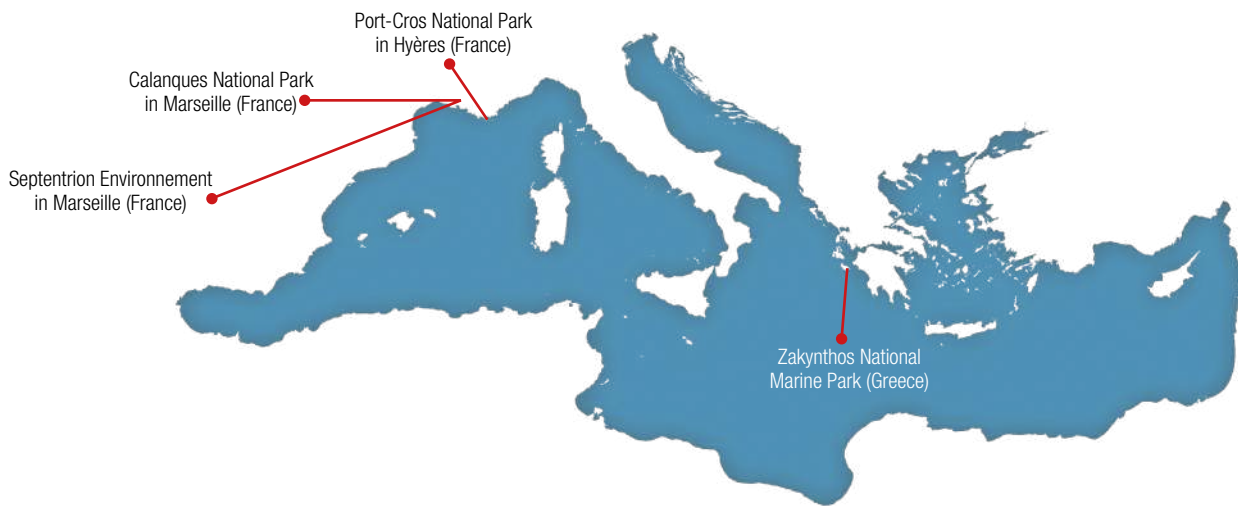 Port-Cros National Park
in Hyères (France)
Calanques National Park
in Marseille (France)
Septentrion Environnement
in Marseille (France)
Zakynthos National
Marine Park (Greece)